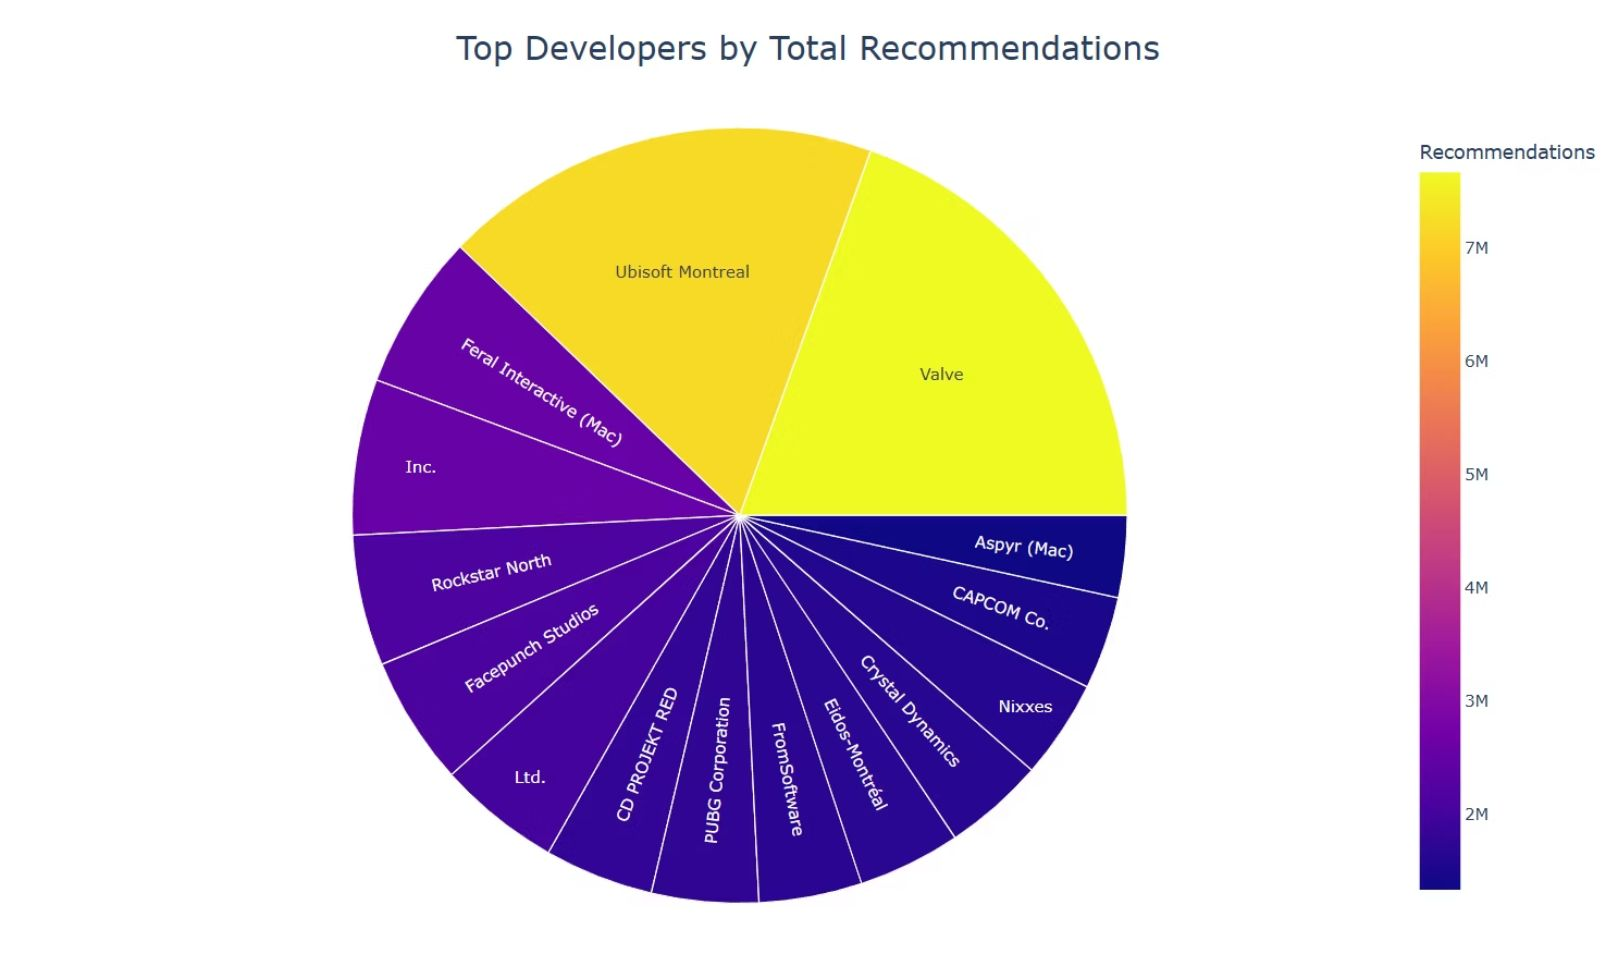 Top Developers by Total Recommendations
Recommendations
7M
6M
5M
4M
3M
2M
Valve
Ubisoft Montreal
Feral Interactive (Mac)
Inc.
Rockstar North
Facepunch Studios
Ltd.
CD PROJEKT RED
PUBG Corporation
FromSoftware
Eidos-Montréal
Crystal Dynamics
Nixxes
CAPCOM Co.
Aspyr (Mac)